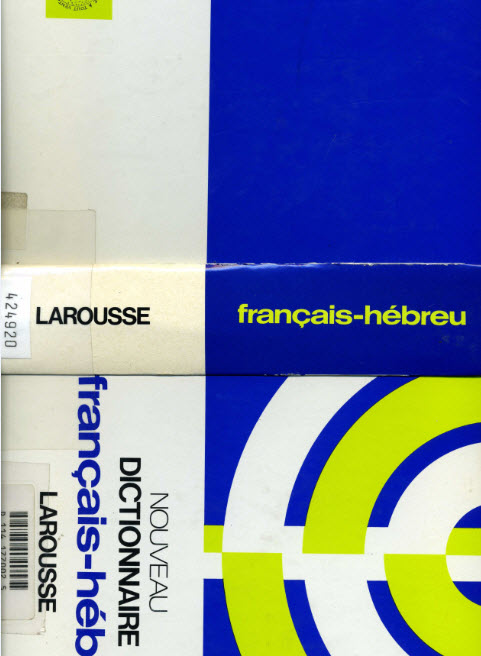 424920
LAROUSSE
français-hébreu
NOUVEAU
DICTIONNAIRE
français-héb
LAROUSSE